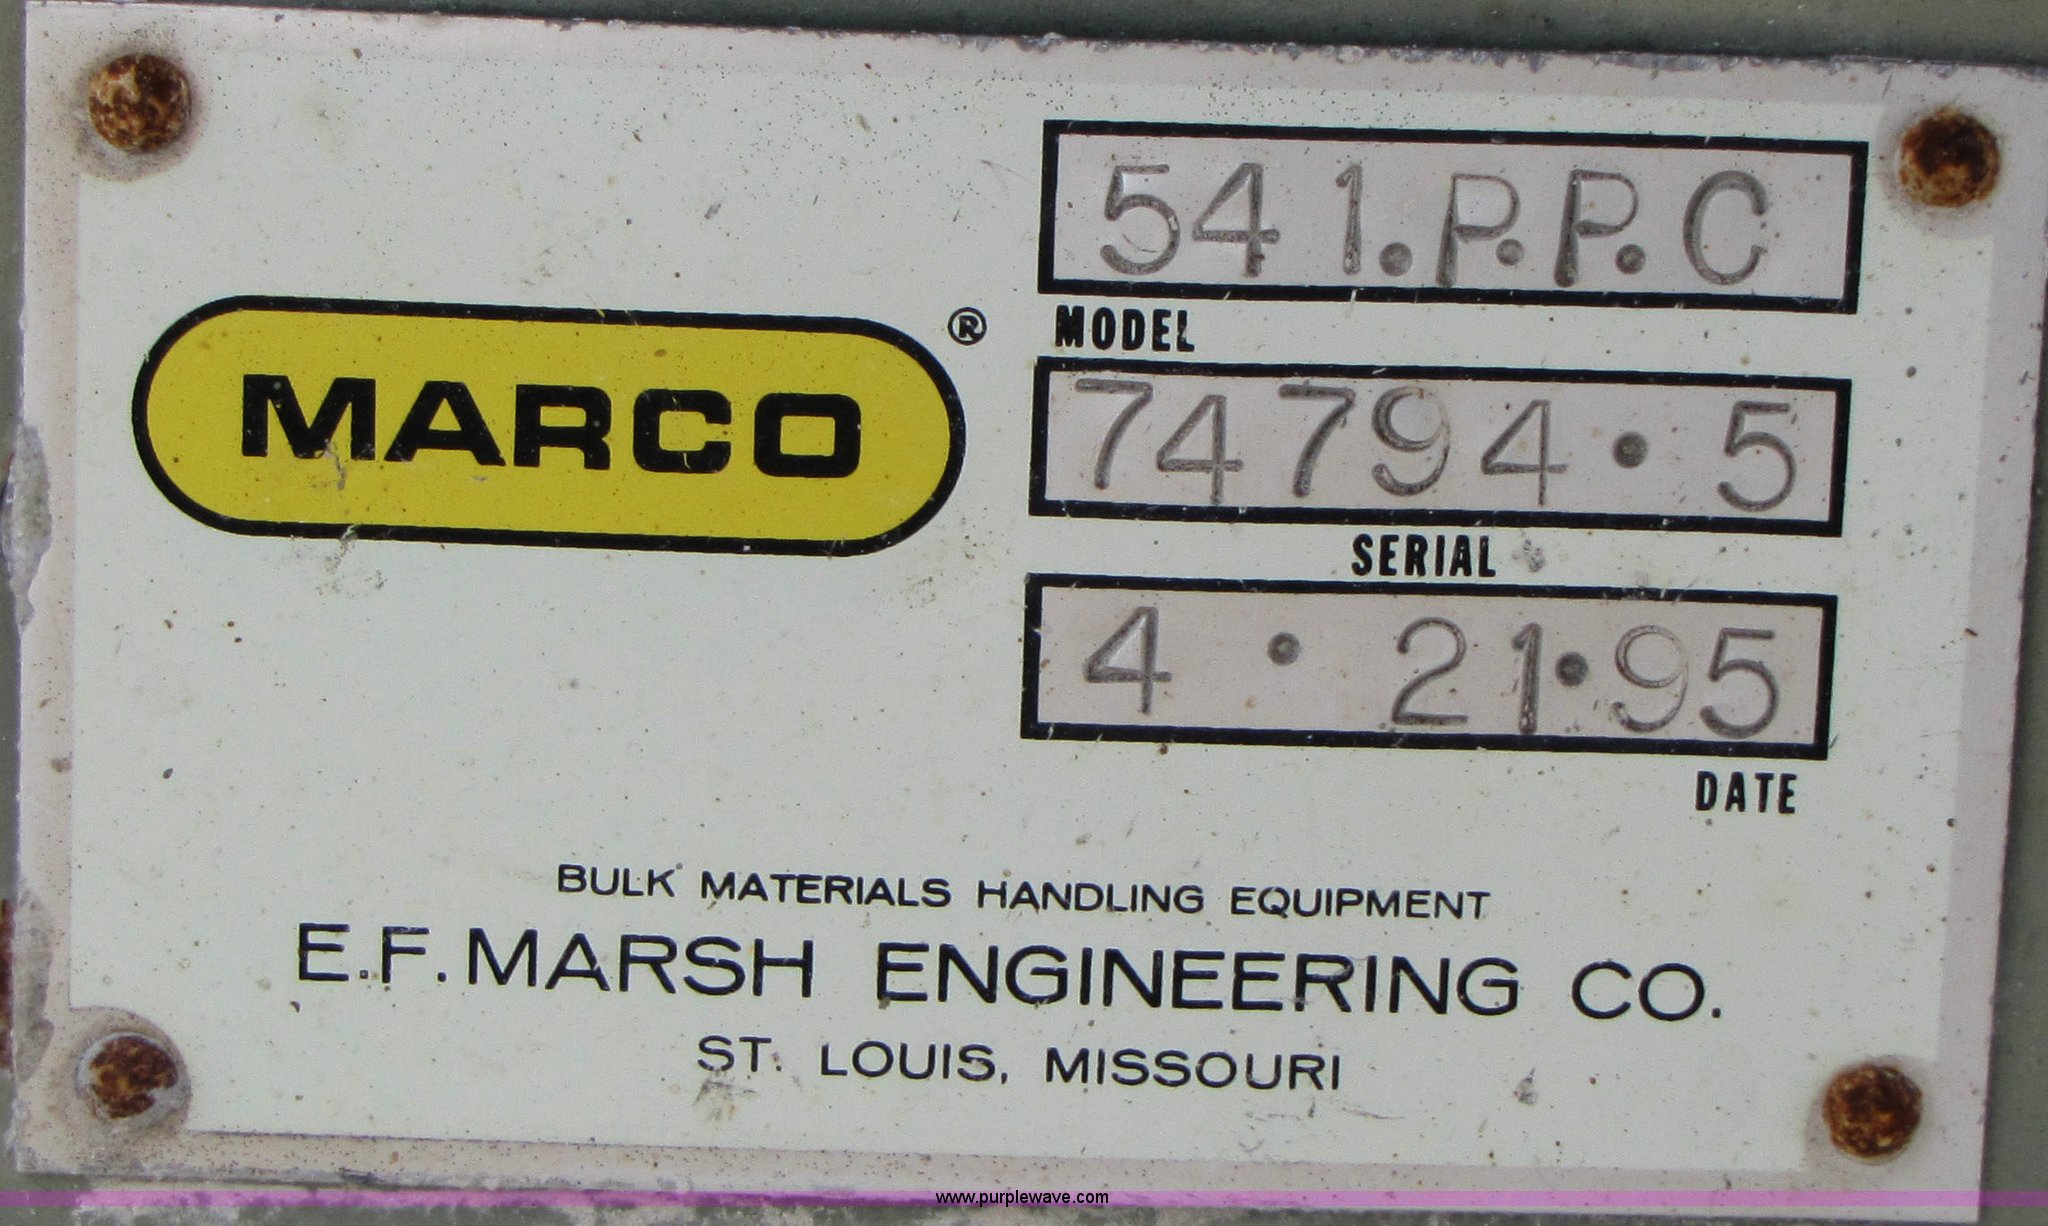 541.P.P.C
MODEL
MARCO®
74794.5
SERIAL
4.21.95
DATE
BULK MATERIALS HANDLING EQUIPMENT
E.F. MARSH ENGINEERING CO.
ST. LOUIS, MISSOURI
www.purplewave.com